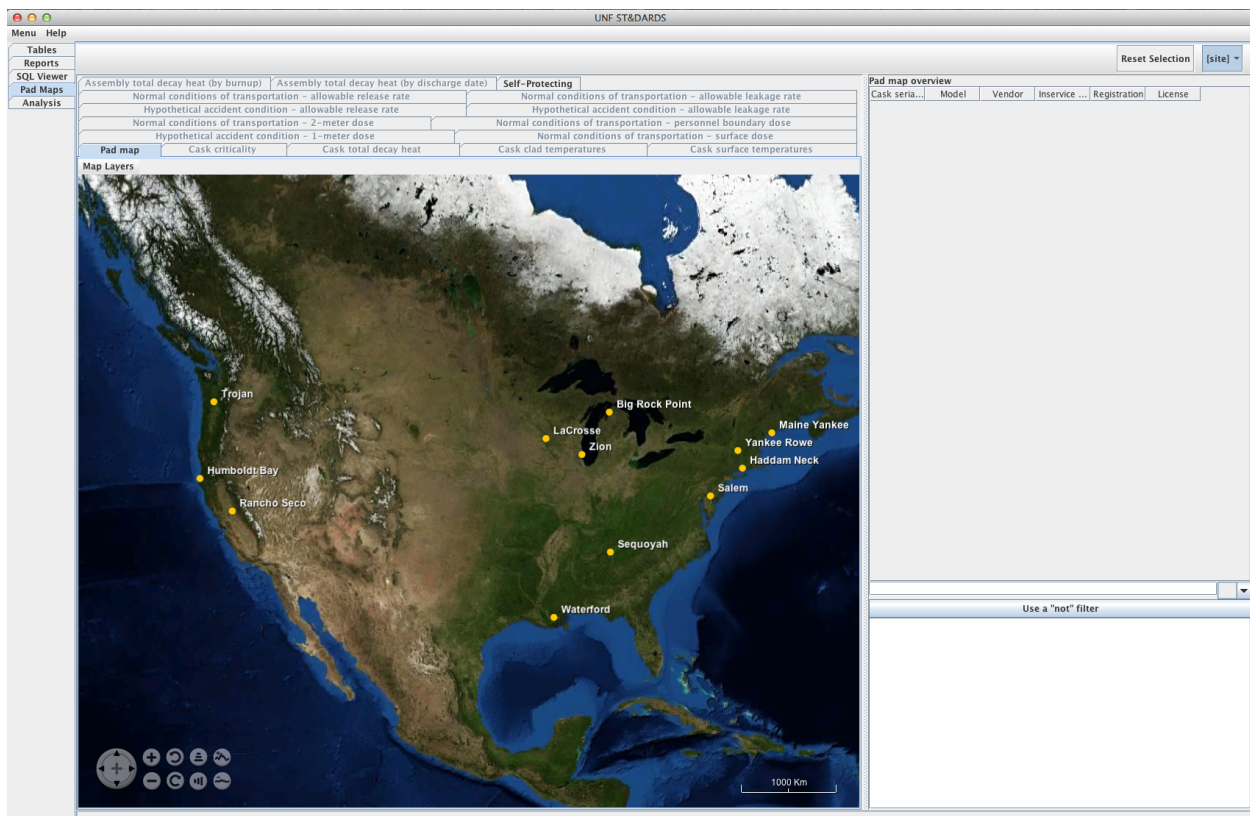 UNF ST&DARDS
Menu Help
Tables
Reports
SQL Viewer
Pad Maps
Analysis
Reset Selection [site]
Assembly total decay heat (by burnup) Assembly total decay heat (by discharge date) Self-Protecting
Normal conditions of transportation - allowable release rate Normal conditions of transportation - allowable leakage rate
Hypothetical accident condition - allowable release rate Hypothetical accident condition - allowable leakage rate
Normal conditions of transportation - 2-meter dose Normal conditions of transportation - personnel boundary dose
Hypothetical accident condition - 1-meter dose Normal conditions of transportation - surface dose
Pad map Cask criticality Cask total decay heat Cask clad temperatures Cask surface temperatures
Map Layers
Trojan
Big Rock Point
LaCrosse
Maine Yankee
Zion
Yankee Rowe
Haddam Neck
Humboldt Bay
Salem
Rancho Seco
Sequoyah
Waterford
1000 Km
Pad map overview
Cask seria... Model Vendor Inservice ... Registration License
Use a "not" filter